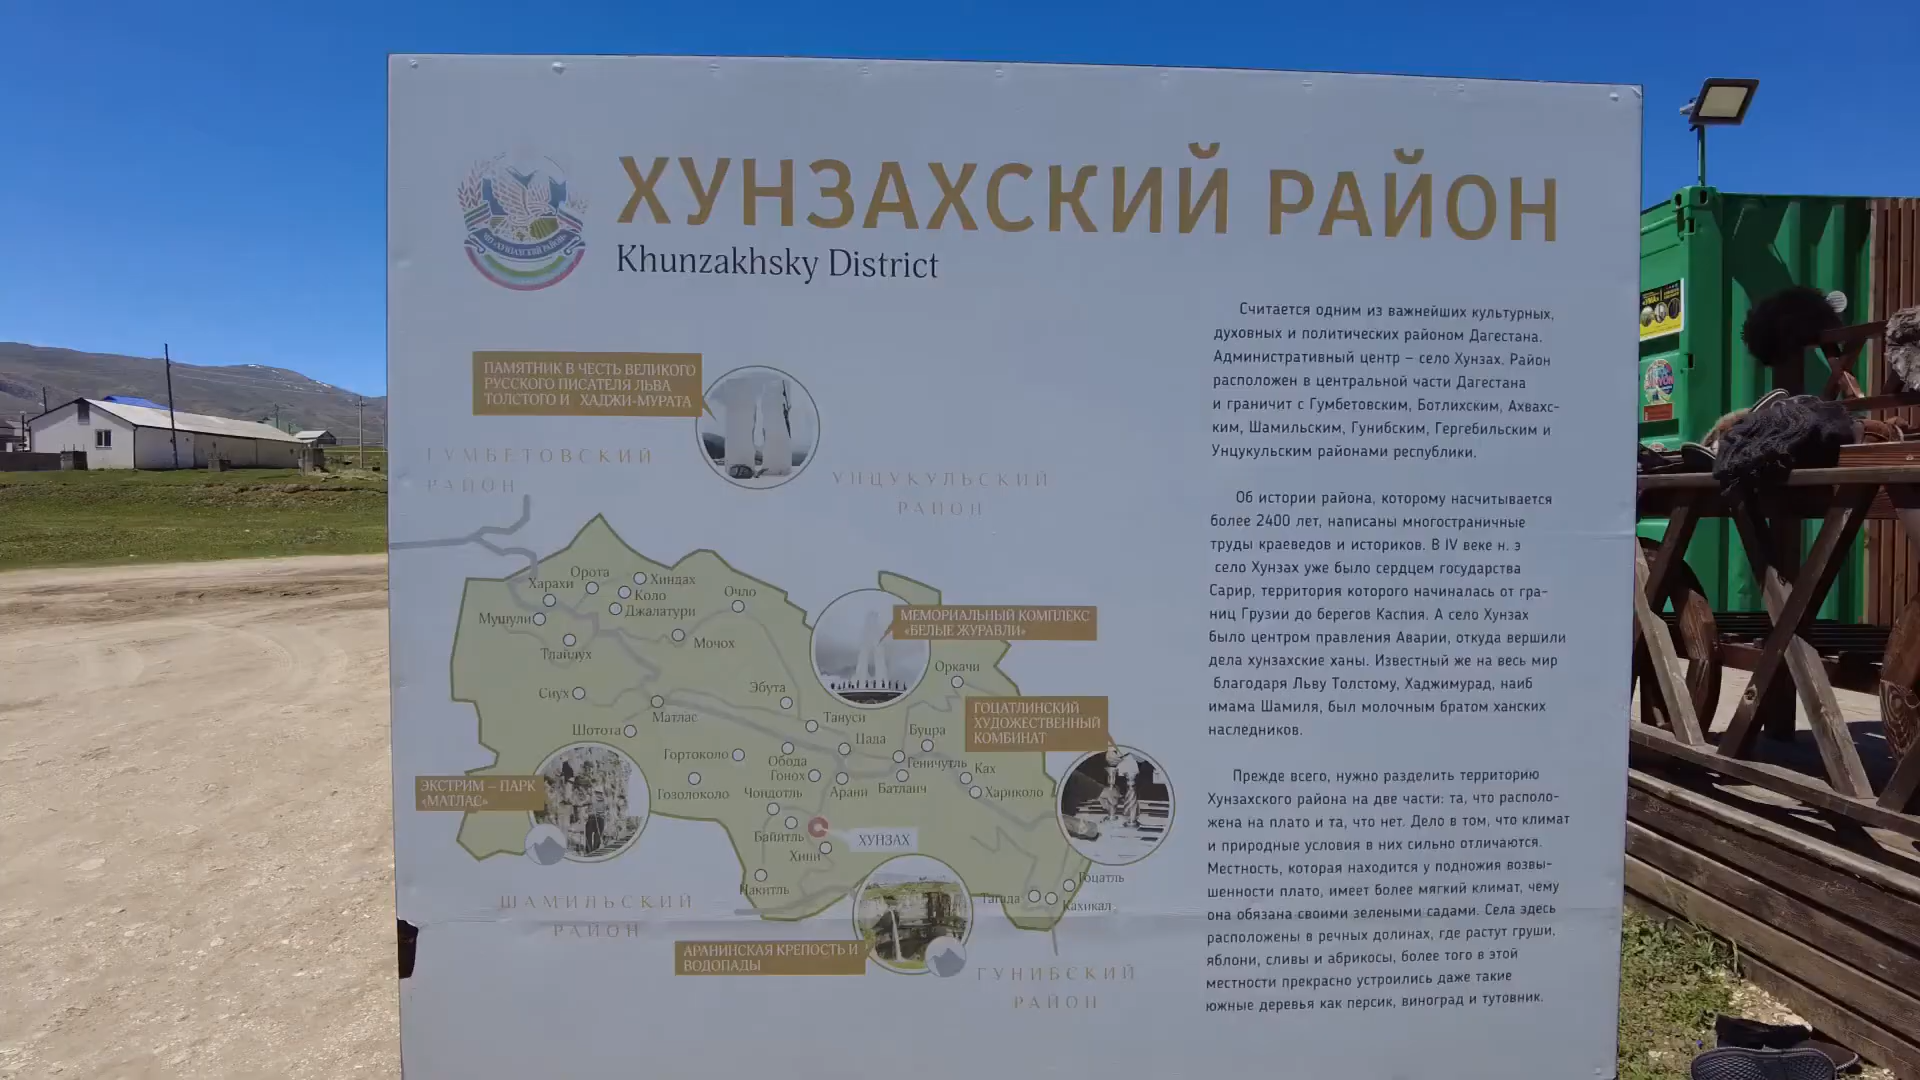 ХУНЗАХСКИЙ РАЙОН
Khunzakhsky District
МО «ХУНЗАХСКИЙ РАЙОН»
Считается одним из важнейших культурных,
духовных и политических районом Дагестана.
Административный центр – село Хунзах. Район
расположен в центральной части Дагестана
и граничит с Гумбетовским, Ботлихским, Ахвахс-
ким, Шамильским, Гунибским, Гергебильским и
Унцукульским районами республики.
Об истории района, которому насчитывается
более 2400 лет, написаны многостраничные
труды краеведов и историков. В IV веке н. э
село Хунзах уже было сердцем государства
Сарир, территория которого начиналась от гра-
ниц Грузии до берегов Каспия. А село Хунзах
было центром правления Аварии, откуда вершили
дела хунзахские ханы. Известный же на весь мир
благодаря Льву Толстому, Хаджимурад, наиб
имама Шамиля, был молочным братом ханских
наследников.
Прежде всего, нужно разделить территорию
Хунзахского района на две части: та, что располо-
жена на плато и та, что нет. Дело в том, что климат
и природные условия в них сильно отличаются.
Местность, которая находится у подножия возвы-
шенности плато, имеет более мягкий климат, чему
она обязана своими зелеными садами. Села здесь
расположены в речных долинах, где растут груши,
яблони, сливы и абрикосы, более того в этой
местности прекрасно устроились даже такие
южные деревья как персик, виноград и тутовник.
ПАМЯТНИК В ЧЕСТЬ ВЕЛИКОГО
РУССКОГО ПИСАТЕЛЯ ЛЬВА
ТОЛСТОГО И ХАДЖИ-МУРАТА
ГУМБЕТОВСКИЙ
РАЙОН
УНЦУКУЛЬСКИЙ
РАЙОН
Харахи
Орота
Хиндах
Коло
Джалатури
Очло
Мушули
Тлайлух
Мочох
МЕМОРИАЛЬНЫЙ КОМПЛЕКС
«БЕЛЫЕ ЖУРАВЛИ»
Оркачи
Сиух
Матлас
Эбута
Тануси
ГОЦАТЛИНСКИЙ
ХУДОЖЕСТВЕННЫЙ
КОМБИНАТ
Шотота
Цада
Буцра
Гортоколо
Обода
Геничутль
Ках
Гонох
ЭКСТРИМ – ПАРК
«МАТЛАС»
Гозолоколо
Чондотль
Арани
Батлаич
Хариколо
Байитль
ХУНЗАХ
Хини
Накитль
Гоцатль
Тагада
Кахикал
ШАМИЛЬСКИЙ
РАЙОН
АРАНИНСКАЯ КРЕПОСТЬ И
ВОДОПАДЫ
ГУНИБСКИЙ
РАЙОН